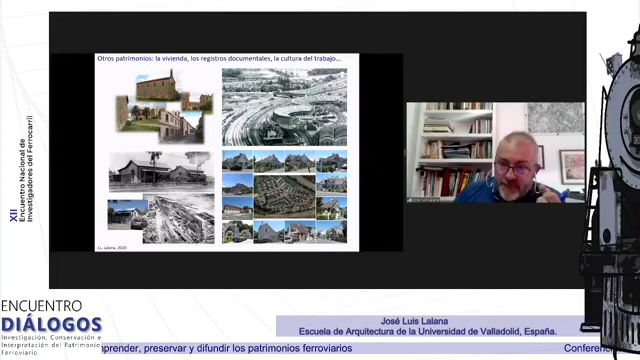 Otros patrimonios: la vivienda, los registros documentales, la cultura del trabajo...
J.L. Lalana, 2020
XII
Encuentro Nacional de
Investigadores del Ferrocarril
ENCUENTRO
DIÁLOGOS
Investigación, Conservación e
Interpretación del Patrimonio
Ferroviario.
José Luis Lalana
Escuela de Arquitectura de la Universidad de Valladolid, España.
prender, preservar y difundir los patrimonios ferroviarios
Conferen